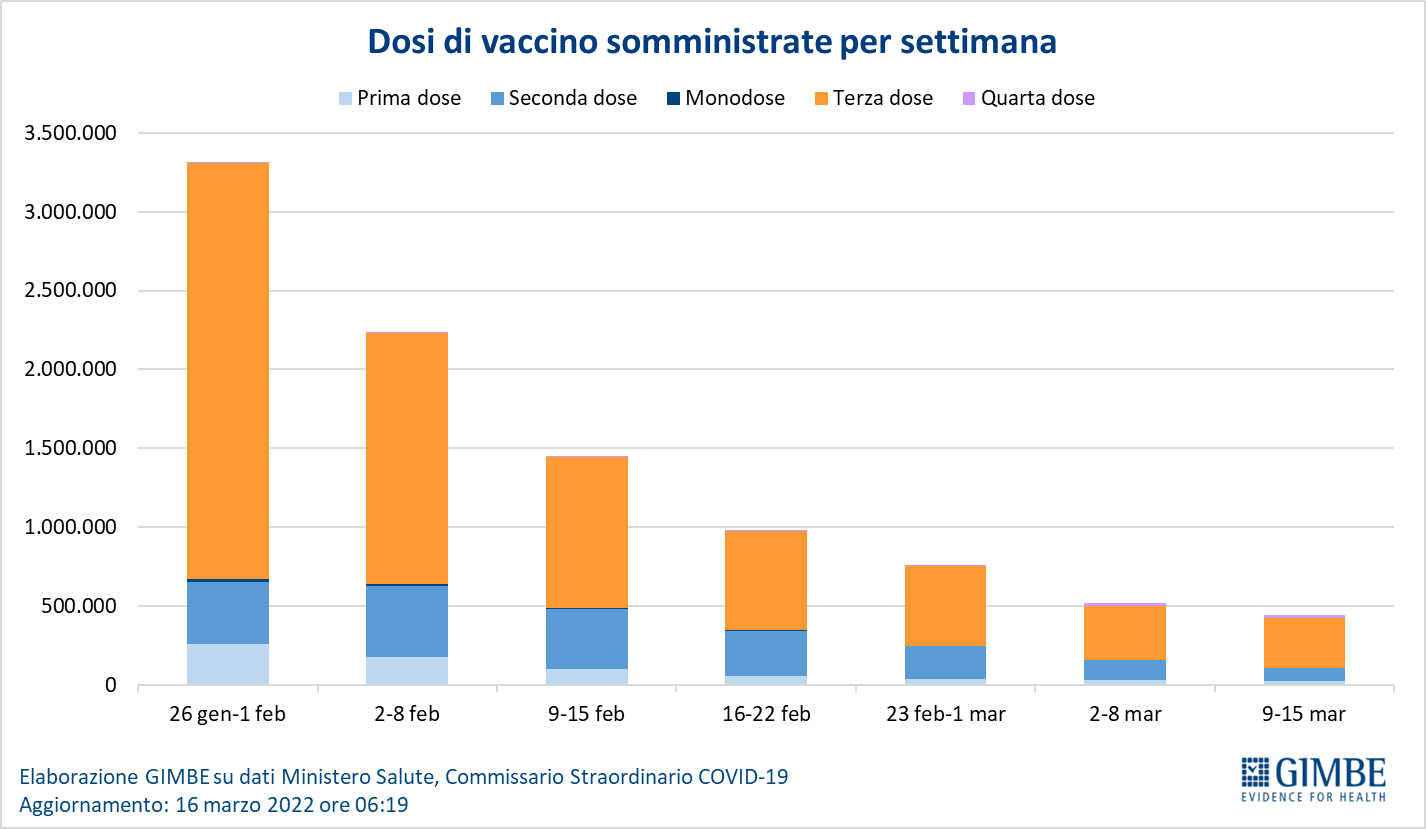 Dosi di vaccino somministrate per settimana
Prima dose Seconda dose Monodose Terza dose Quarta dose
3.500.000
3.000.000
2.500.000
2.000.000
1.500.000
1.000.000
500.000
0
26 gen-1 feb 2-8 feb 9-15 feb 16-22 feb 23 feb-1 mar 2-8 mar 9-15 mar
Elaborazione GIMBE su dati Ministero Salute, Commissario Straordinario COVID-19
Aggiornamento: 16 marzo 2022 ore 06:19
GIMBE
EVIDENCE FOR HEALTH